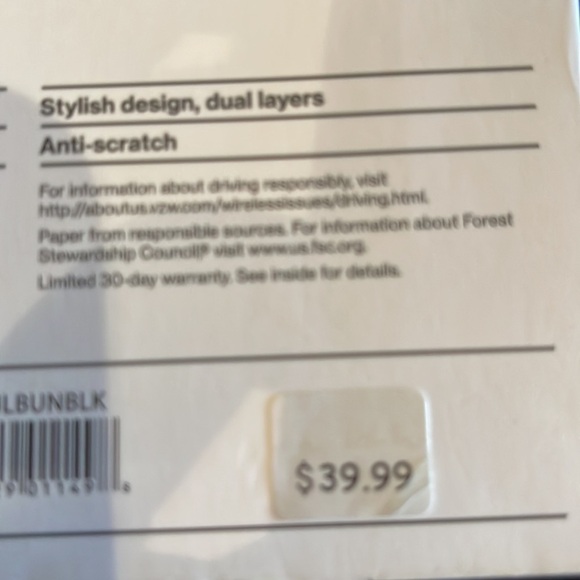 Stylish design, dual layers
Anti-scratch
For information about driving responsibly, visit
http://aboutus.vzw.com/wirelessissues/driving.html.
Paper from responsible sources. For information about Forest
Stewardship Council® visit www.us.fsc.org.
Limited 30-day warranty. See inside for details.
LBUNBLK
$39.99